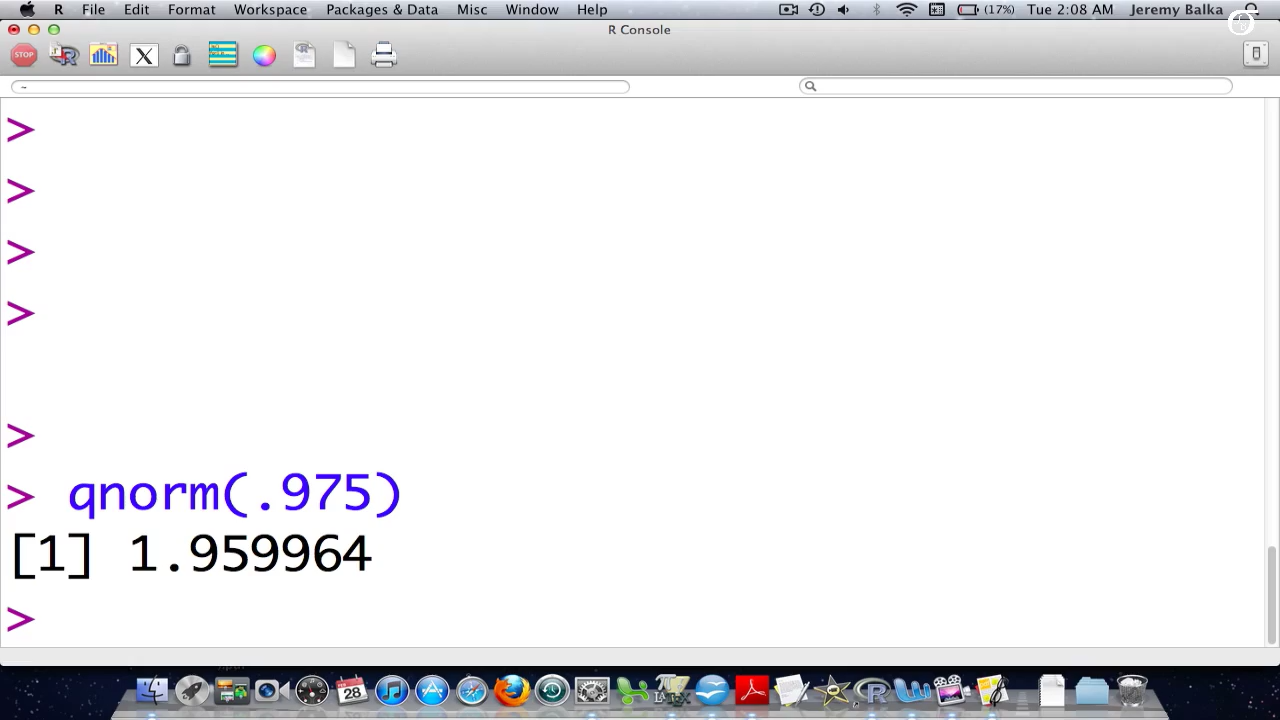 R File Edit Format Workspace Packages & Data Misc Window Help (17%) Tue 2:08 AM Jeremy Balka
R Console
STOP R X
~
>
>
>
>
>
> qnorm(.975)
[1] 1.959964
>
28 R W